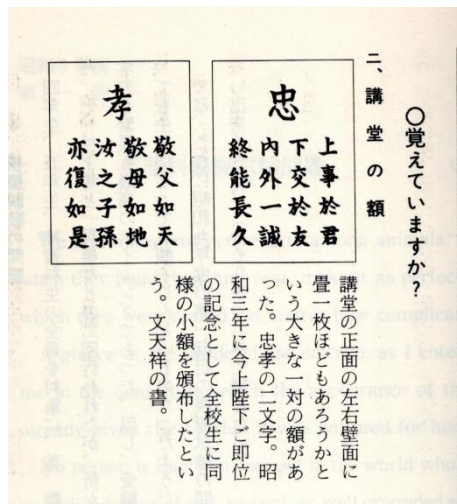 〇覚えていますか？
二、講堂の額
忠
上事於君
下交於友
内外一誠
終能長久
孝
敬父如天
敬母如地
汝之子孫
亦復如是
講堂の正面の左右壁面に
畳一枚ほどもあろうかと
いう大きな一対の額があ
った。忠孝の二文字。昭
和三年に今上陛下ご即位
の記念として全校生に同
様の小額を頒布したとい
う。文天祥の書。